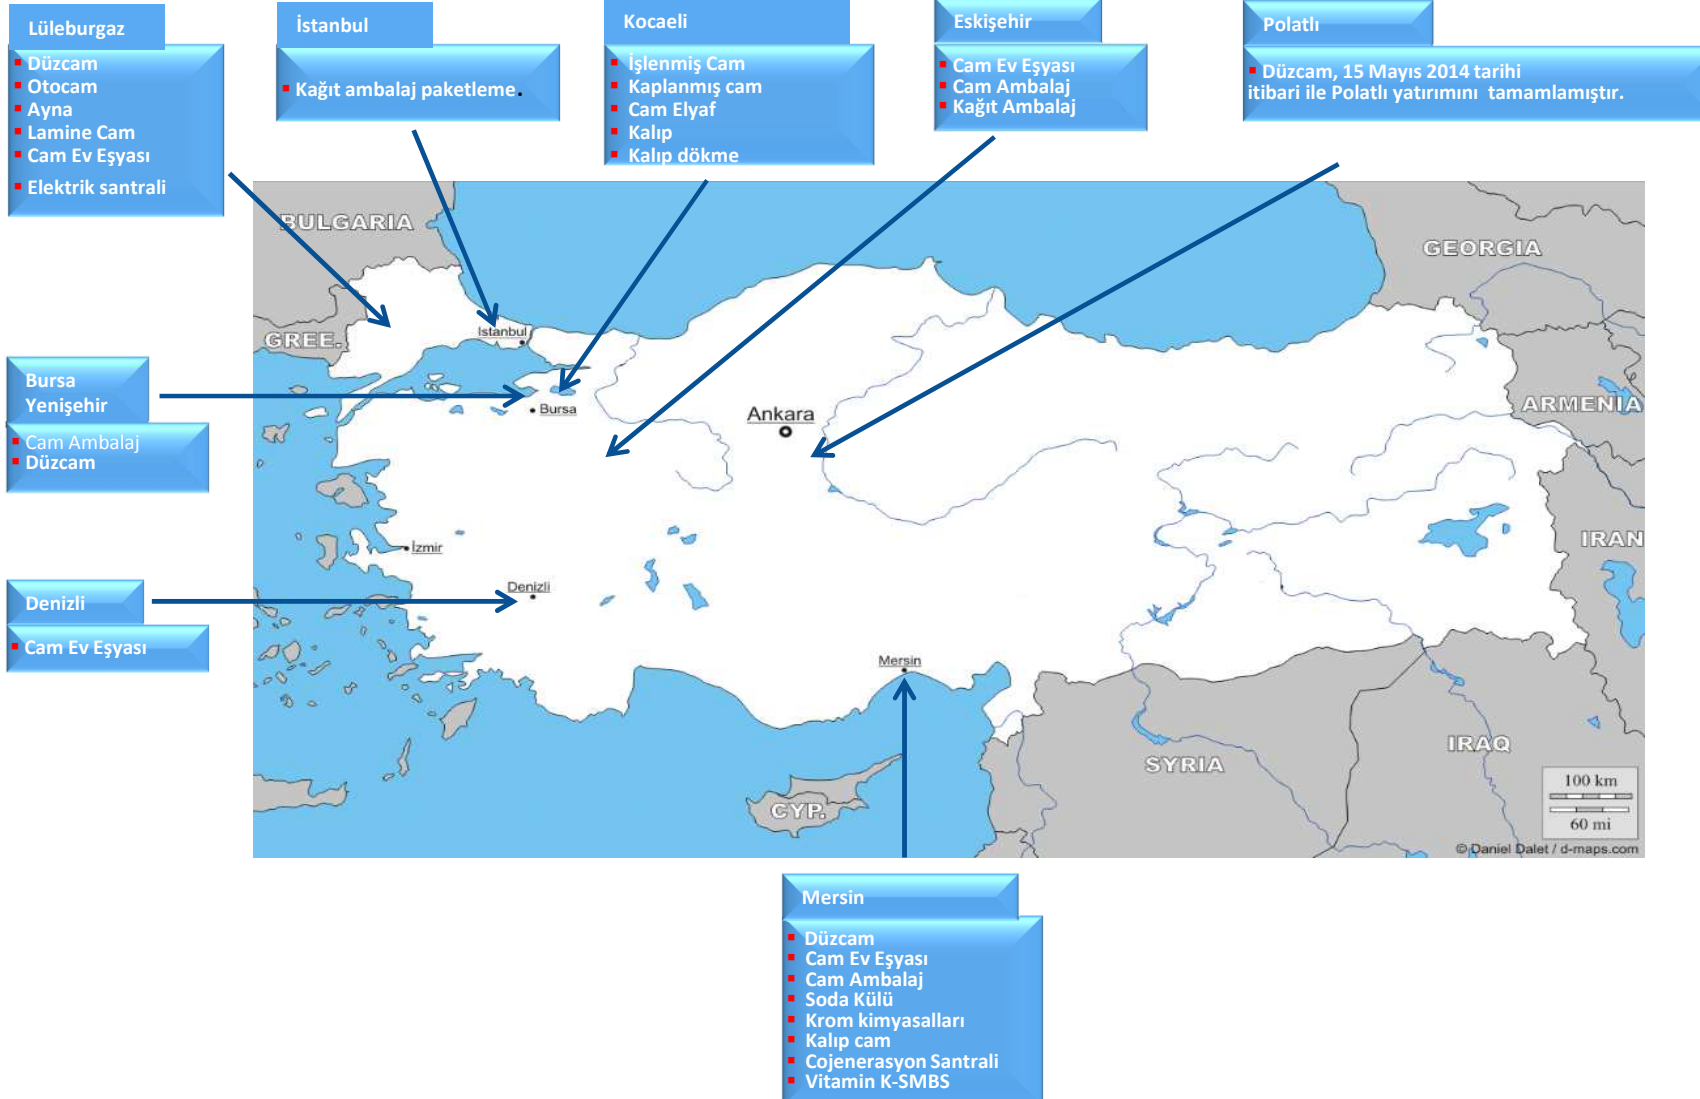 Lüleburgaz
Düzcam
Otocam
Ayna
Lamine Cam
Cam Ev Eşyası
Elektrik santrali
İstanbul
Kağıt ambalaj paketleme.
Kocaeli
İşlenmiş Cam
Kaplanmış cam
Cam Elyaf
Kalıp
Kalıp dökme
Eskişehir
Cam Ev Eşyası
Cam Ambalaj
Kağıt Ambalaj
Polatlı
Düzcam, 15 Mayıs 2014 tarihi
itibari ile Polatlı yatırımını tamamlamıştır.
BULGARIA
GEORGIA
GREE.
Istanbul
Bursa
Yenişehir
Cam Ambalaj
Düzcam
Bursa
Ankara
ARMENIA
İzmir
IRAN
Denizli
Cam Ev Eşyası
Denizli
Mersin
SYRIA
IRAQ
CYP.
100 km
60 mi
© Daniel Dalet / d-maps.com
Mersin
Düzcam
Cam Ev Eşyası
Cam Ambalaj
Soda Külü
Krom kimyasalları
Kalıp cam
Cojenerasyon Santrali
Vitamin K-SMBS